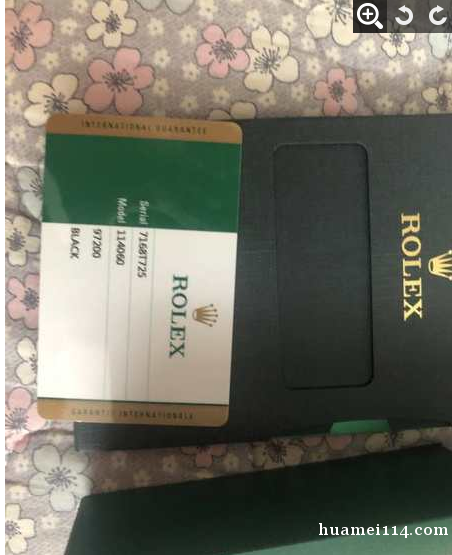 INTERNATIONAL GUARANTEE
ROLEX
Serial 7168T725
Model 114060
97200
BLACK
GARANTIE INTERNATIONALE
ROLEX
huamei114.com